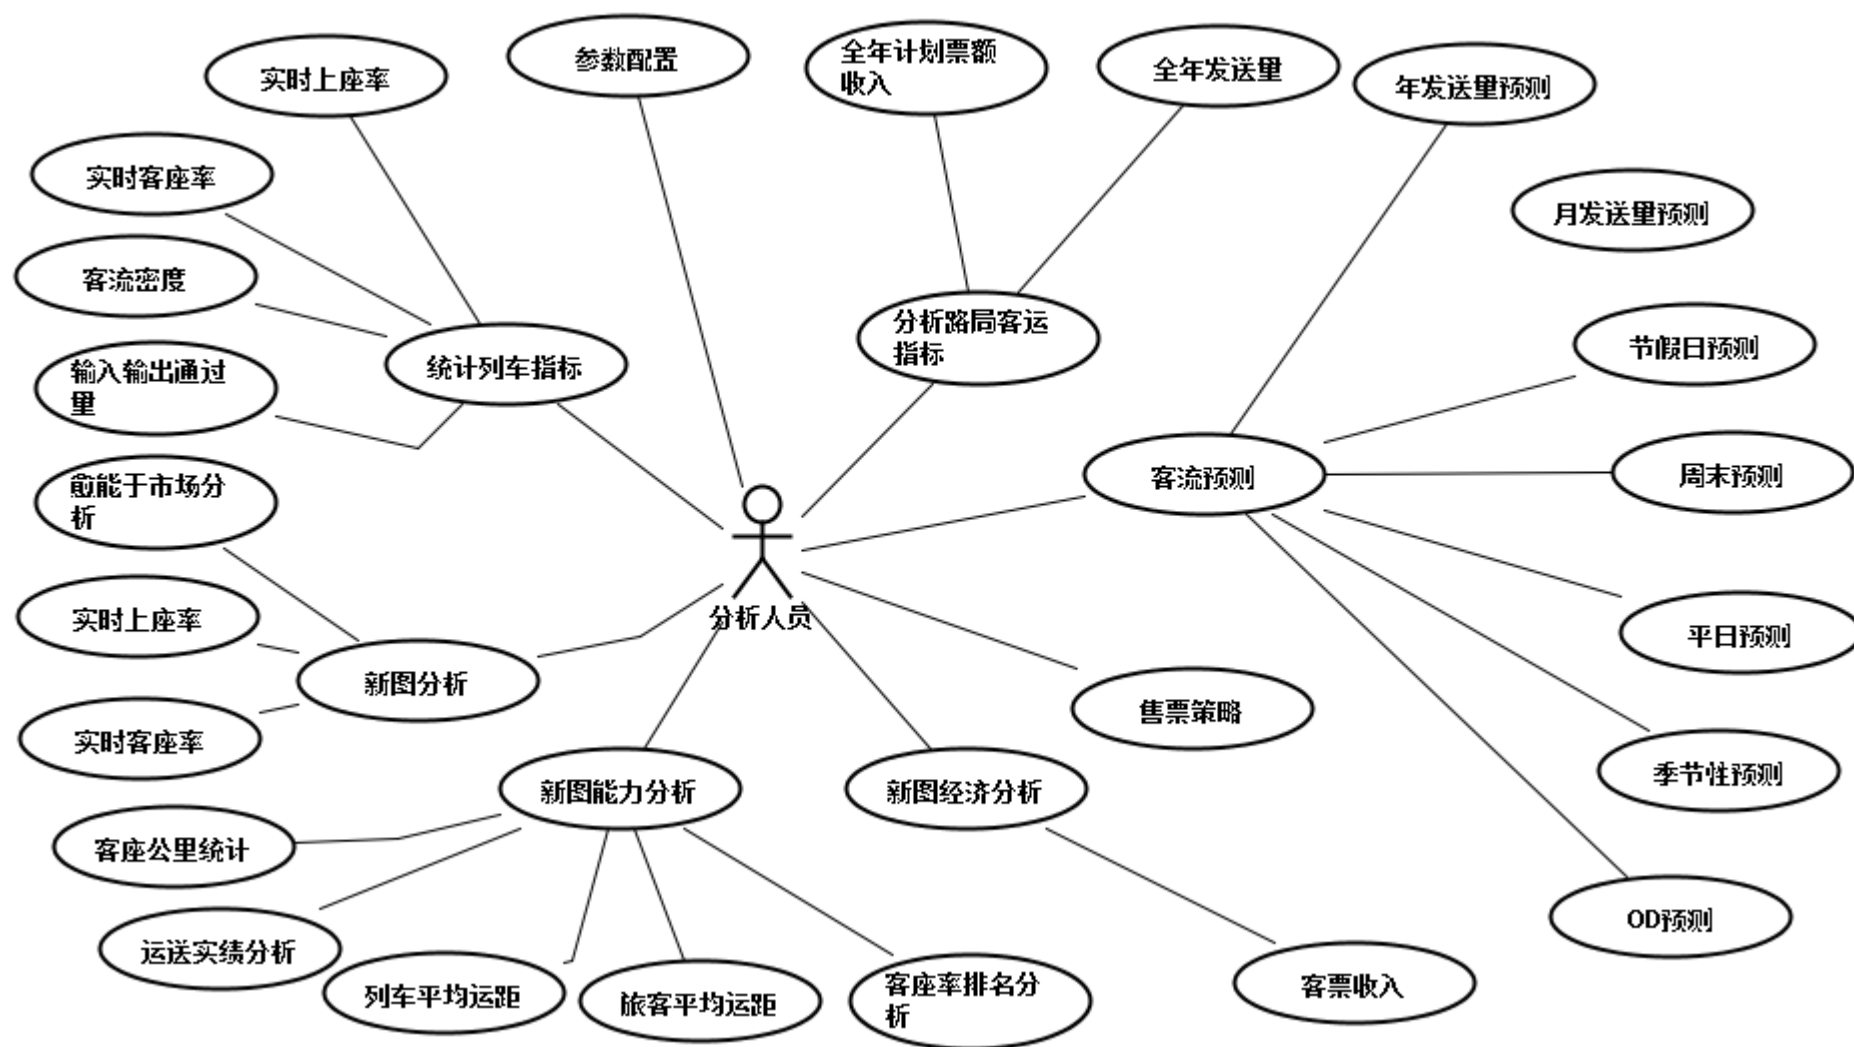 参数配置
全年计划票额
收入
全年发送量
年发送量预测
实时上座率
实时客座率
月发送量预测
客流密度
分析路局客运
指标
节假日预测
输入输出通过
量
统计列车指标
客流预测
周末预测
愈能于市场分
析
分析人员
实时上座率
平日预测
新图分析
售票策略
实时客座率
季节性预测
新图能力分析
新图经济分析
客座公里统计
OD预测
运送实绩分析
列车平均运距
旅客平均运距
客座率排名分
析
客票收入